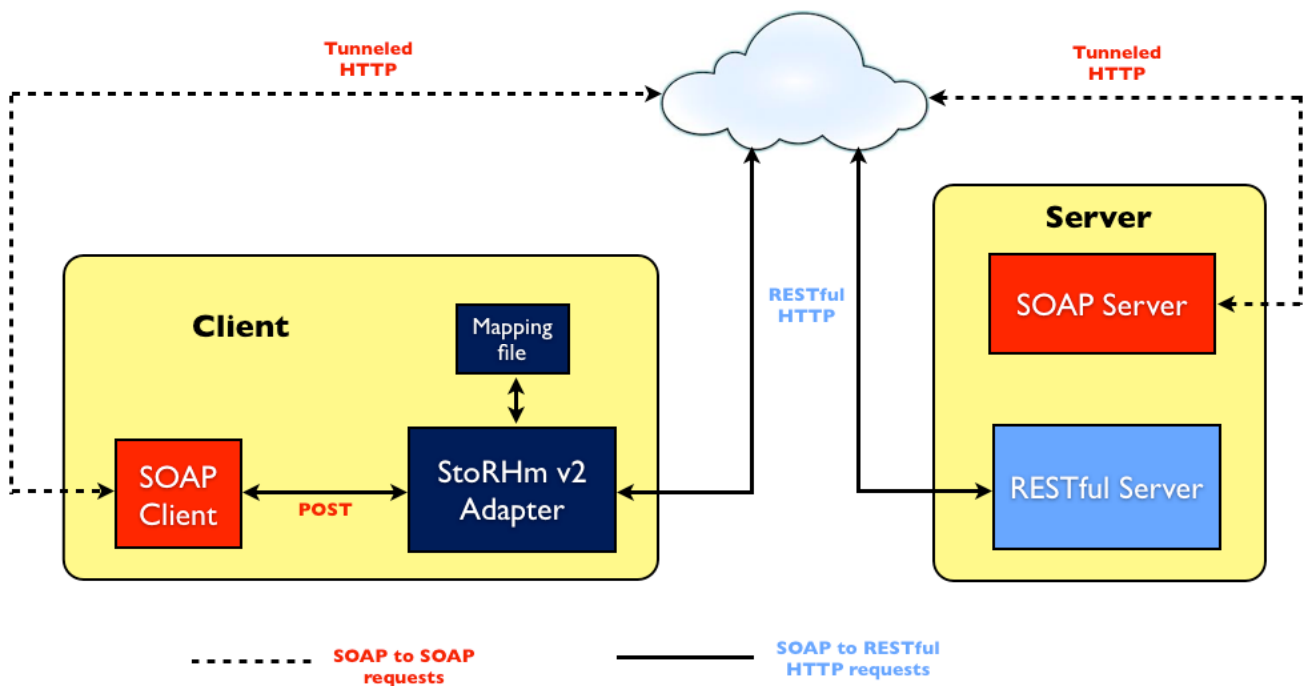 Tunneled
HTTP
Tunneled
HTTP
Server
SOAP Server
RESTful
HTTP
Client
Mapping
file
StoRHm v2
Adapter
SOAP
Client
POST
RESTful Server
SOAP to SOAP
requests
SOAP to RESTful
HTTP requests